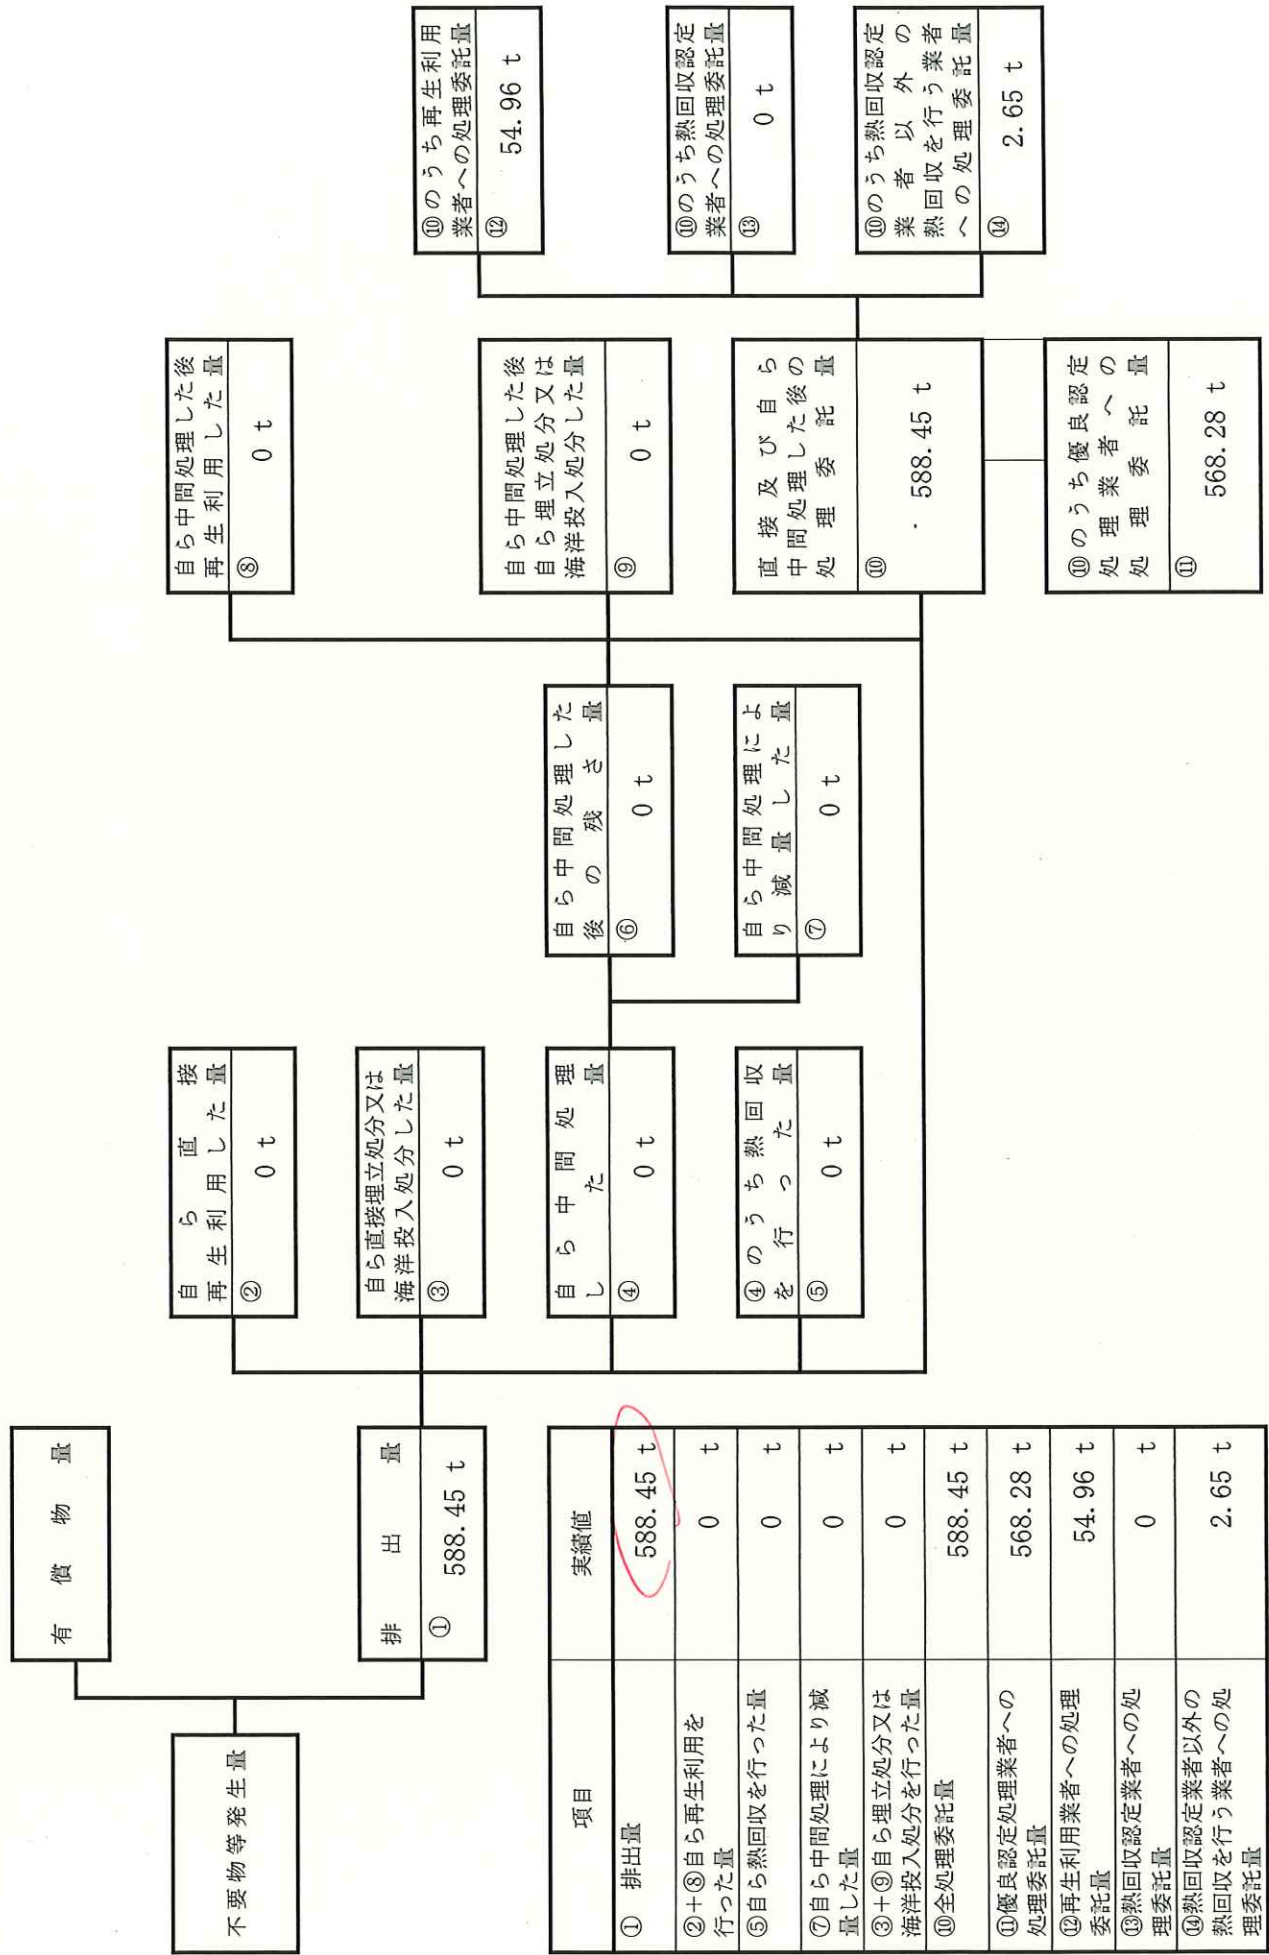 不要物等発生量
有償物量
排出量
① 588.45 t
自ら直接
再生利用した量
② 0 t
自ら直接埋立処分又は
海洋投入処分した量
③ 0 t
自ら中間処理
した量
④ 0 t
④のうち熱回収
を行った量
⑤ 0 t
自ら中間処理した
後の残さ量
⑥ 0 t
自ら中間処理によ
り減量した量
⑦ 0 t
自ら中間処理した後
再生利用した量
⑧ 0 t
自ら中間処理した後
自ら埋立処分又は
海洋投入処分した量
⑨ 0 t
直接及び自ら
中間処理した後の
処理委託量
⑩ 588.45 t
⑩のうち優良認定
処理業者への
処理委託量
⑪ 568.28 t
⑩のうち再生利用
業者への処理委託量
⑫ 54.96 t
⑩のうち熱回収認定
業者への処理委託量
⑬ 0 t
⑩のうち熱回収認定
業者以外の
熱回収を行う業者
への処理委託量
⑭ 2.65 t
項目 実績値
① 排出量 588.45 t
②+⑧自ら再生利用を
行った量 0 t
⑤自ら熱回収を行った量 0 t
⑦自ら中間処理により減
量した量 0 t
③+⑨自ら埋立処分又は
海洋投入処分を行った量 0 t
⑩全処理委託量 588.45 t
⑪優良認定処理業者への
処理委託量 568.28 t
⑫再生利用業者への処理
委託量 54.96 t
⑬熱回収認定業者への処
理委託量 0 t
⑭熱回収認定業者以外の
熱回収を行う業者への処
理委託量 2.65 t